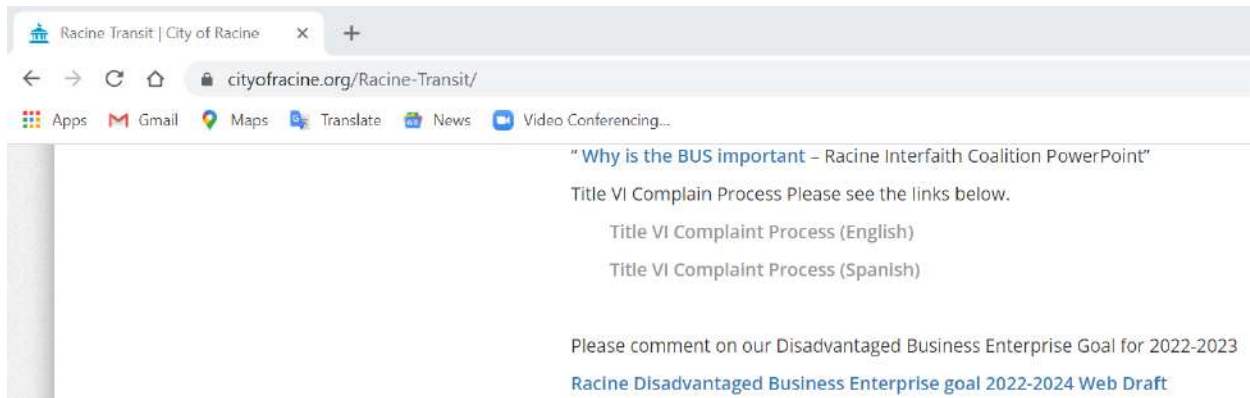 Racine Transit | City of Racine
cityofracine.org/Racine-Transit/
Apps Gmail Maps Translate News Video Conferencing...
" Why is the BUS important – Racine Interfaith Coalition PowerPoint"
Title VI Complain Process Please see the links below.
Title VI Complaint Process (English)
Title VI Complaint Process (Spanish)
Please comment on our Disadvantaged Business Enterprise Goal for 2022-2023
Racine Disadvantaged Business Enterprise goal 2022-2024 Web Draft